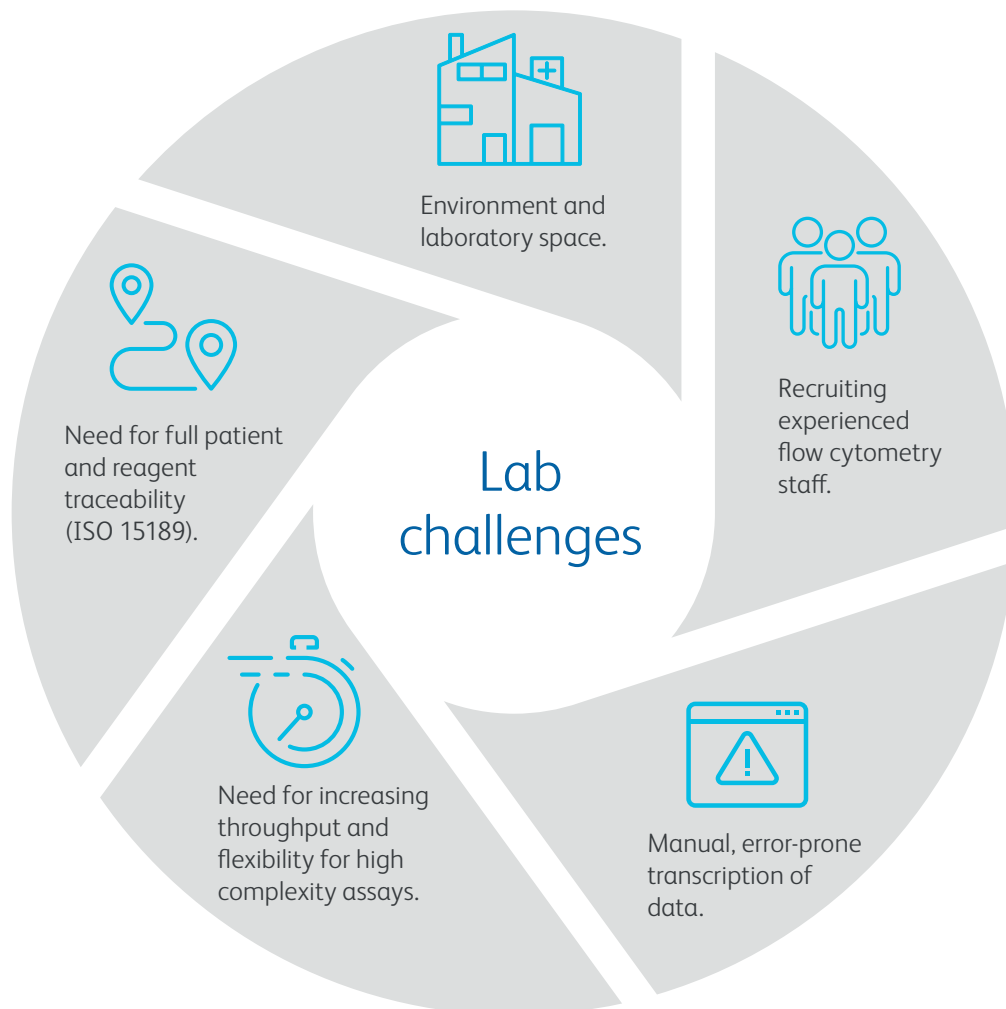 Environment and
laboratory space.
Recruiting
experienced
flow cytometry
staff.
Manual, error-prone
transcription of
data.
Need for increasing
throughput and
flexibility for high
complexity assays.
Need for full patient
and reagent
traceability
(ISO 15189).
Lab
challenges